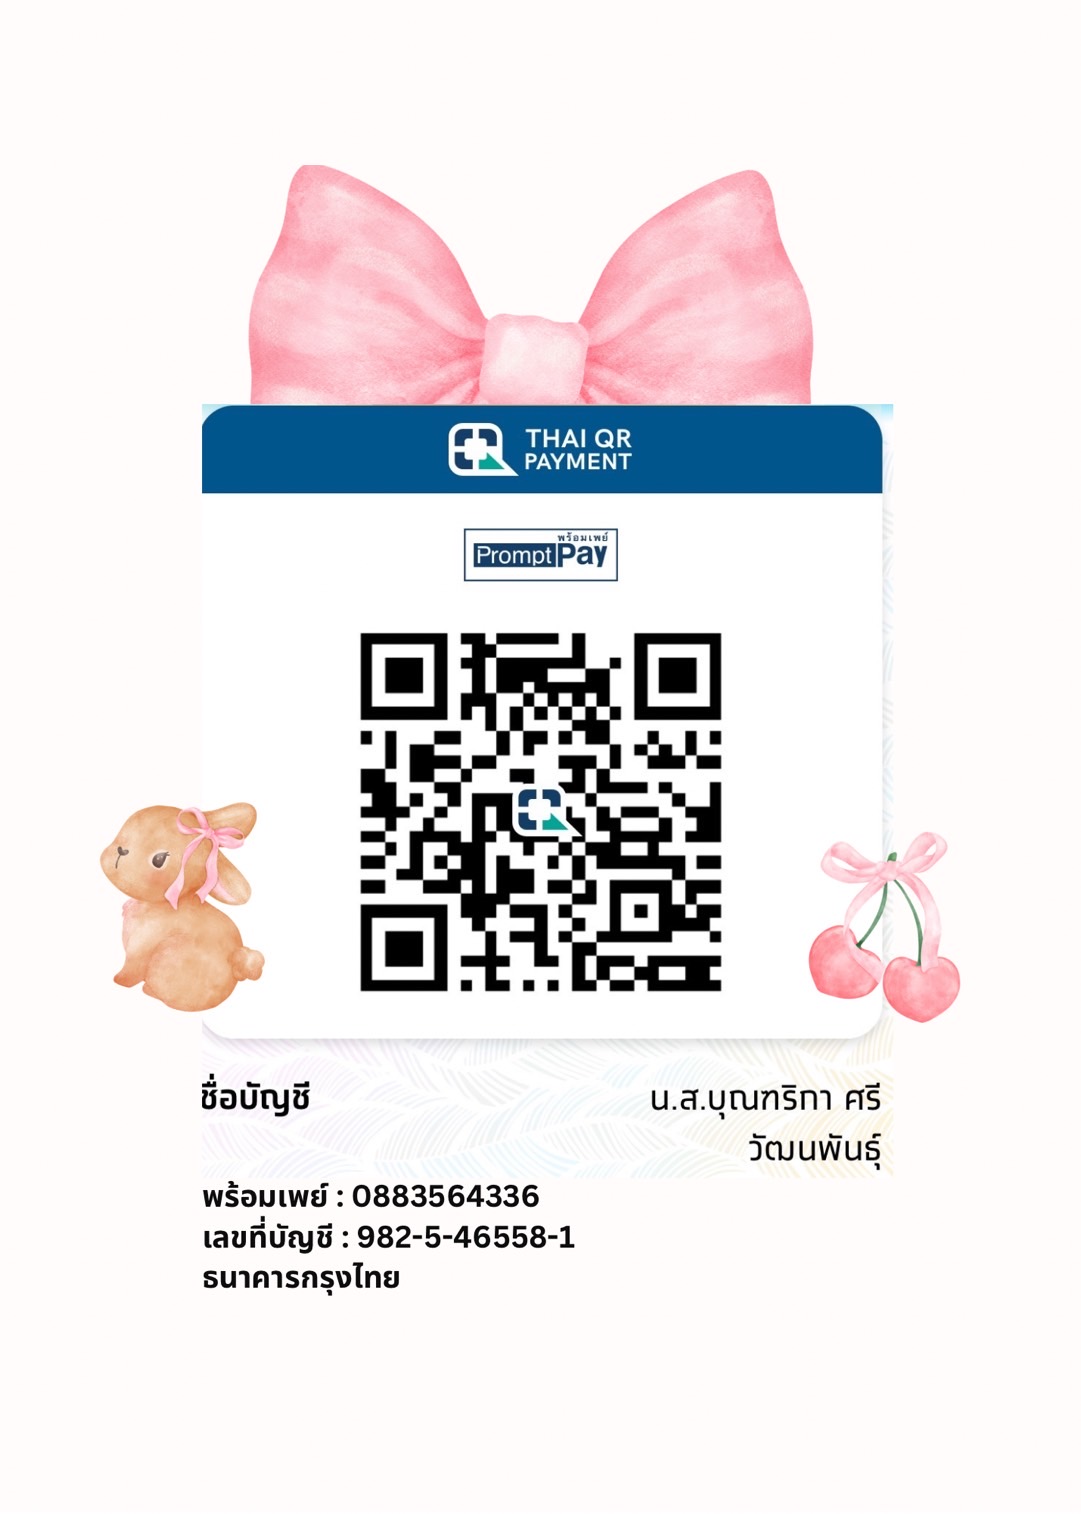 THAI QR
PAYMENT
พร้อมเพย์
PromptPay
ชื่อบัญชี น.ส.บุณฑริกา ศรี
วัฒนพันธุ์
พร้อมเพย์ : 0883564336
เลขที่บัญชี : 982-5-46558-1
ธนาคารกรุงไทย